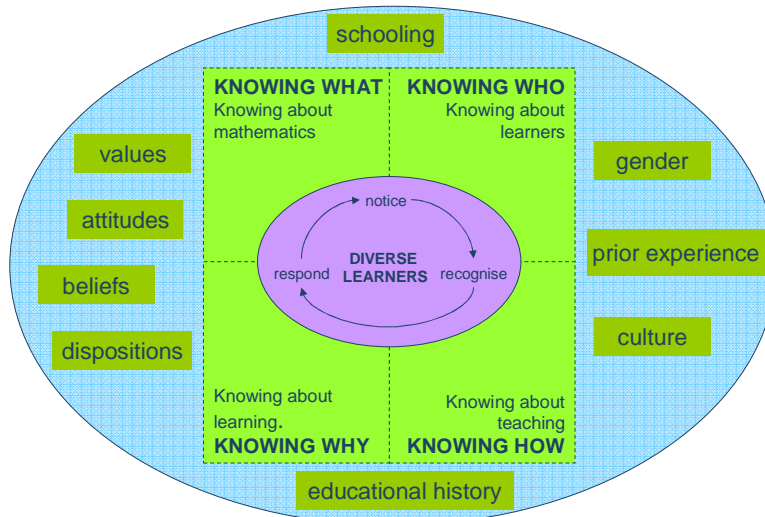 schooling
KNOWING WHAT
Knowing about
mathematics
KNOWING WHO
Knowing about
learners
values
attitudes
beliefs
dispositions
notice
respond
DIVERSE
LEARNERS
recognise
gender
prior experience
culture
Knowing about
learning.
KNOWING WHY
Knowing about
teaching
KNOWING HOW
educational history